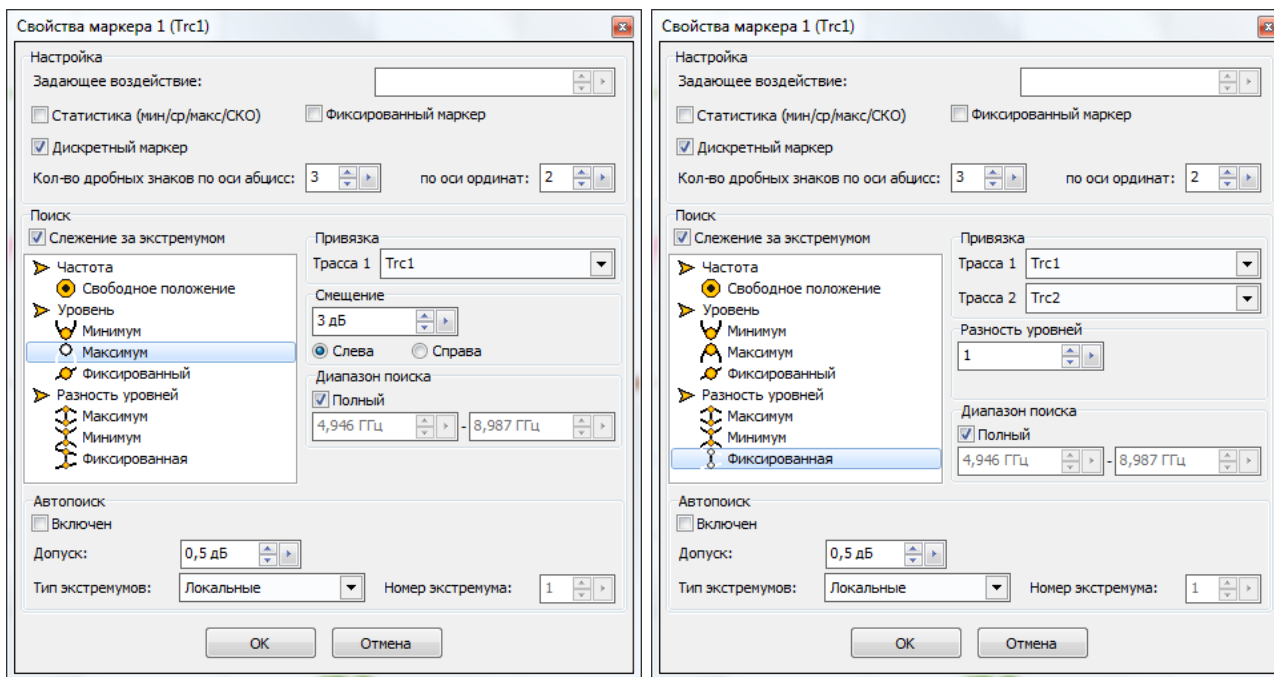 Свойства маркера 1 (Trc1)
Настройка
Задающее воздействие:
Статистика (мин/ср/макс/СКО) Фиксированный маркер
Дискретный маркер
Кол-во дробных знаков по оси абцисс: 3 по оси ординат: 2
Поиск
Слежение за экстремумом
Частота
Свободное положение
Уровень
Минимум
Максимум
Фиксированный
Разность уровней
Максимум
Минимум
Фиксированная
Привязка
Трасса 1 Trc1
Смещение
3 дБ
Слева Справа
Диапазон поиска
Полный
4,946 ГГц - 8,987 ГГц
Автопоиск
Включен
Допуск: 0,5 дБ
Тип экстремумов: Локальные Номер экстремума: 1
ОК Отмена
Свойства маркера 1 (Trc1)
Настройка
Задающее воздействие:
Статистика (мин/ср/макс/СКО) Фиксированный маркер
Дискретный маркер
Кол-во дробных знаков по оси абцисс: 3 по оси ординат: 2
Поиск
Слежение за экстремумом
Частота
Свободное положение
Уровень
Минимум
Максимум
Фиксированный
Разность уровней
Максимум
Минимум
Фиксированная
Привязка
Трасса 1 Trc1
Трасса 2 Trc2
Разность уровней
1
Диапазон поиска
Полный
4,946 ГГц - 8,987 ГГц
Автопоиск
Включен
Допуск: 0,5 дБ
Тип экстремумов: Локальные Номер экстремума: 1
ОК Отмена